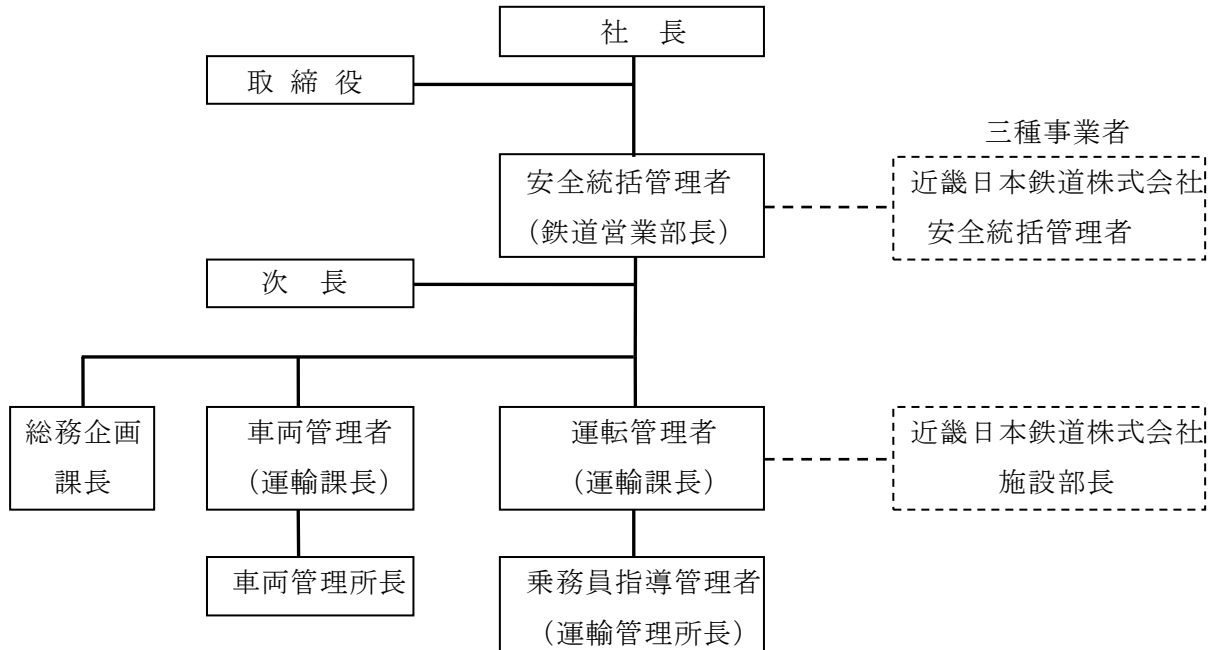 社 長
取 締 役
三種事業者
安全統括管理者
(鉄道営業部長)
近畿日本鉄道株式会社
安全統括管理者
次 長
総務企画
課長
車両管理者
(運輸課長)
運転管理者
(運輸課長)
近畿日本鉄道株式会社
施設部長
車両管理所長
乗務員指導管理者
(運輸管理所長)